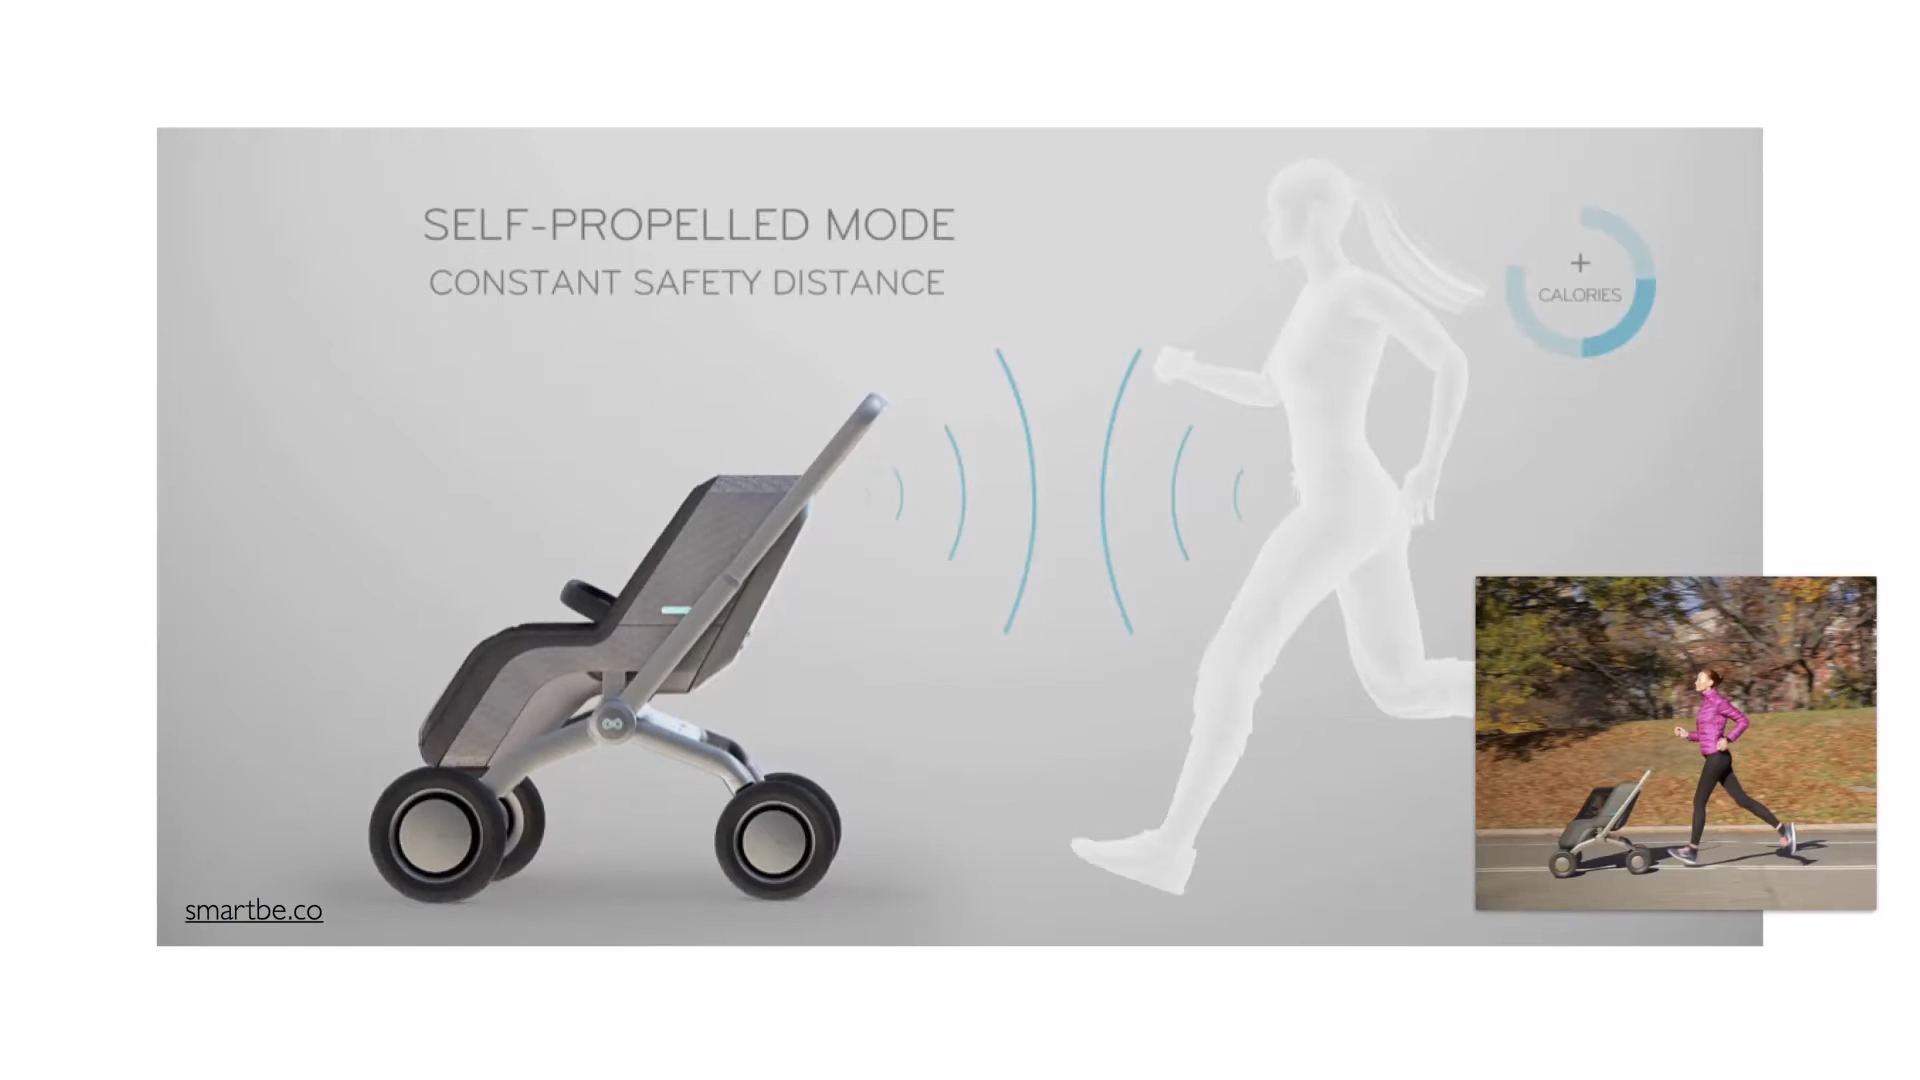 SELF-PROPELLED MODE
CONSTANT SAFETY DISTANCE
+
CALORIES
smartbe.co